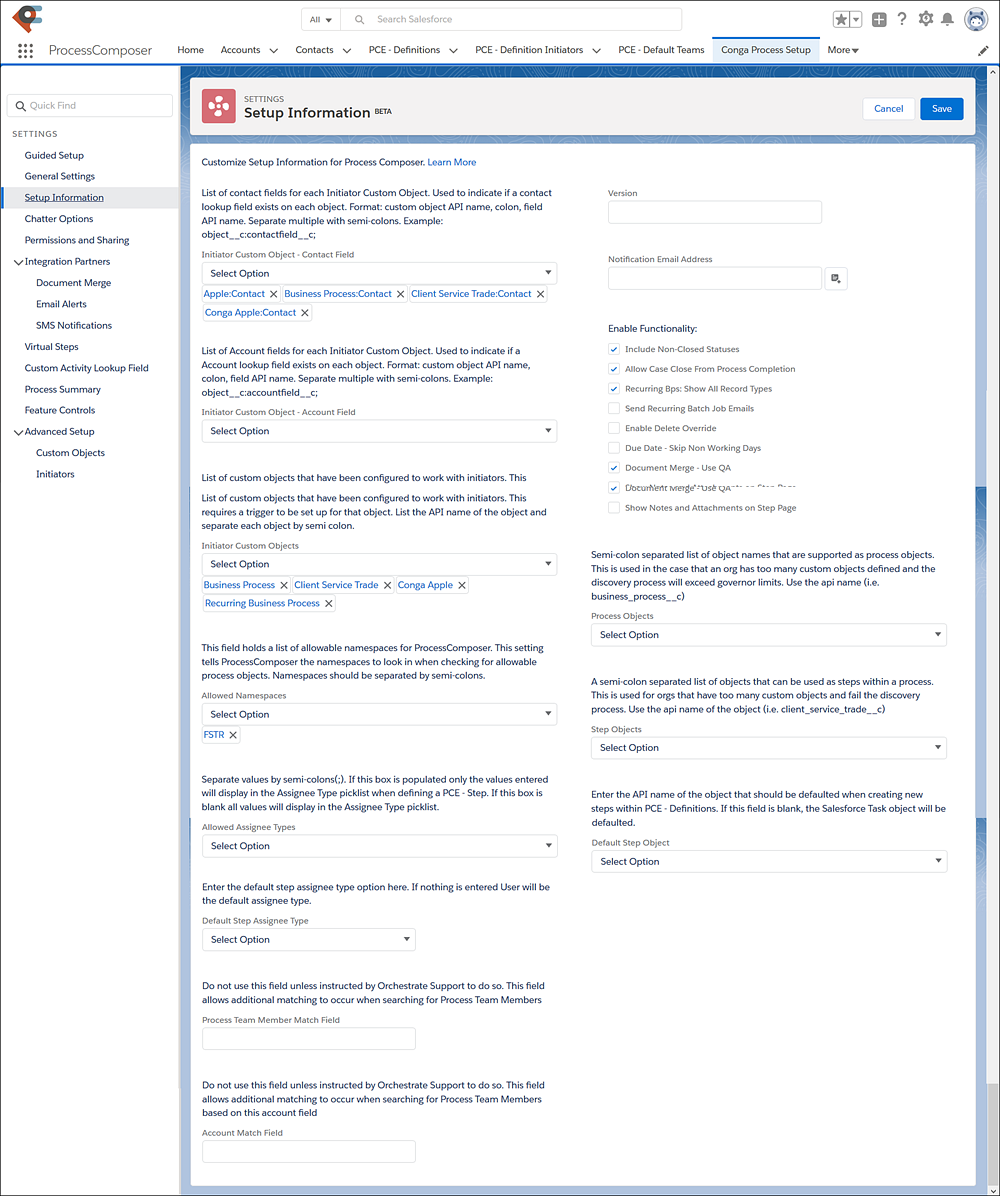 All
Search Salesforce
ProcessComposer
Home
Accounts
Contacts
PCE - Definitions
PCE - Definition Initiators
PCE - Default Teams
Conga Process Setup
More
Quick Find
SETTINGS
Guided Setup
General Settings
Setup Information
Chatter Options
Permissions and Sharing
Integration Partners
Document Merge
Email Alerts
SMS Notifications
Virtual Steps
Custom Activity Lookup Field
Process Summary
Feature Controls
Advanced Setup
Custom Objects
Initiators
SETTINGS
Setup Information BETA
Cancel
Save
Customize Setup Information for Process Composer. Learn More
List of contact fields for each Initiator Custom Object. Used to indicate if a contact
lookup field exists on each object. Format: custom object API name, colon, field
API name. Separate multiple with semi-colons. Example:
object__c:contactfield__c;
Initiator Custom Object - Contact Field
Select Option
Apple:Contact
Business Process:Contact
Client Service Trade:Contact
Conga Apple:Contact
List of Account fields for each Initiator Custom Object. Used to indicate if a
Account lookup field exists on each object. Format: custom object API name,
colon, field API name. Separate multiple with semi-colons. Example:
object__c:accountfield__c;
Initiator Custom Object - Account Field
Select Option
List of custom objects that have been configured to work with initiators. This
List of custom objects that have been configured to work with initiators. This
requires a trigger to be set up for that object. List the API name of the object and
separate each object by semi colon.
Initiator Custom Objects
Select Option
Business Process
Client Service Trade
Conga Apple
Recurring Business Process
This field holds a list of allowable namespaces for ProcessComposer. This setting
tells ProcessComposer the namespaces to look in when checking for allowable
process objects. Namespaces should be separated by semi-colons.
Allowed Namespaces
Select Option
FSTR
Separate values by semi-colons(;). If this box is populated only the values entered
will display in the Assignee Type picklist when defining a PCE - Step. If this box is
blank all values will display in the Assignee Type picklist.
Allowed Assignee Types
Select Option
Enter the default step assignee type option here. If nothing is entered User will be
the default assignee type.
Default Step Assignee Type
Select Option
Do not use this field unless instructed by Orchestrate Support to do so. This field
allows additional matching to occur when searching for Process Team Members
Process Team Member Match Field
Do not use this field unless instructed by Orchestrate Support to do so. This field
allows additional matching to occur when searching for Process Team Members
based on this account field
Account Match Field
Version
Notification Email Address
Enable Functionality:
Include Non-Closed Statuses
Allow Case Close From Process Completion
Recurring Bps: Show All Record Types
Send Recurring Batch Job Emails
Enable Delete Override
Due Date - Skip Non Working Days
Document Merge - Use QA
Document Merge - Use QA
Show Notes and Attachments on Step Page
Semi-colon separated list of object names that are supported as process objects.
This is used in the case that an org has too many custom objects defined and the
discovery process will exceed governor limits. Use the api name (i.e.
business_process__c)
Process Objects
Select Option
A semi-colon separated list of objects that can be used as steps within a process.
This is used for orgs that have too many custom objects and fail the discovery
process. Use the api name of the object (i.e. client_service_trade__c)
Step Objects
Select Option
Enter the API name of the object that should be defaulted when creating new
steps within PCE - Definitions. If this field is blank, the Salesforce Task object will be
defaulted.
Default Step Object
Select Option